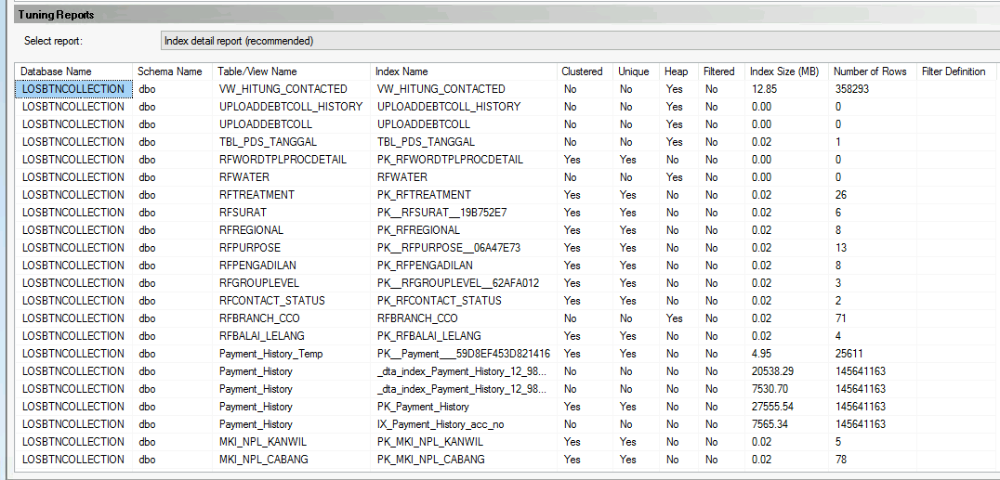 Tuning Reports
Select report: Index detail report (recommended)
Database Name Schema Name Table/View Name Index Name Clustered Unique Heap Filtered Index Size (MB) Number of Rows Filter Definition
LOSBTNCOLLECTION dbo VW_HITUNG_CONTACTED VW_HITUNG_CONTACTED No No Yes No 12.85 358293
LOSBTNCOLLECTION dbo UPLOADDEBTCOLL_HISTORY UPLOADDEBTCOLL_HISTORY No No Yes No 0.00 0
LOSBTNCOLLECTION dbo UPLOADDEBTCOLL UPLOADDEBTCOLL No No Yes No 0.00 0
LOSBTNCOLLECTION dbo TBL_PDS_TANGGAL TBL_PDS_TANGGAL No No Yes No 0.02 1
LOSBTNCOLLECTION dbo RFWORDTPLPROCDETAIL PK_RFWORDTPLPROCDETAIL Yes Yes No No 0.00 0
LOSBTNCOLLECTION dbo RFWATER RFWATER No No Yes No 0.00 0
LOSBTNCOLLECTION dbo RFTREATMENT PK_RFTREATMENT Yes Yes No No 0.02 26
LOSBTNCOLLECTION dbo RFSURAT PK__RFSURAT__19B752E7 Yes Yes No No 0.02 6
LOSBTNCOLLECTION dbo RFREGIONAL PK_RFREGIONAL Yes Yes No No 0.02 8
LOSBTNCOLLECTION dbo RFPURPOSE PK__RFPURPOSE__06A47E73 Yes Yes No No 0.02 13
LOSBTNCOLLECTION dbo RFPENGADILAN PK_RFPENGADILAN Yes Yes No No 0.02 8
LOSBTNCOLLECTION dbo RFGROUPLEVEL PK__RFGROUPLEVEL__62AFA012 Yes Yes No No 0.02 3
LOSBTNCOLLECTION dbo RFCONTACT_STATUS PK_RFCONTACT_STATUS Yes Yes No No 0.02 2
LOSBTNCOLLECTION dbo RFBRANCH_CCO RFBRANCH_CCO No No Yes No 0.02 71
LOSBTNCOLLECTION dbo RFBALAI_LELANG PK_RFBALAI_LELANG Yes Yes No No 0.02 4
LOSBTNCOLLECTION dbo Payment_History_Temp PK__Payment___59D8EF453D821416 Yes Yes No No 4.95 25611
LOSBTNCOLLECTION dbo Payment_History _dta_index_Payment_History_12_98... No No No No 20538.29 145641163
LOSBTNCOLLECTION dbo Payment_History _dta_index_Payment_History_12_98... No No No No 7530.70 145641163
LOSBTNCOLLECTION dbo Payment_History PK_Payment_History Yes Yes No No 27555.54 145641163
LOSBTNCOLLECTION dbo Payment_History IX_Payment_History_acc_no No No No No 7565.34 145641163
LOSBTNCOLLECTION dbo MKI_NPL_KANWIL PK_MKI_NPL_KANWIL Yes Yes No No 0.02 5
LOSBTNCOLLECTION dbo MKI_NPL_CABANG PK_MKI_NPL_CABANG Yes Yes No No 0.02 78